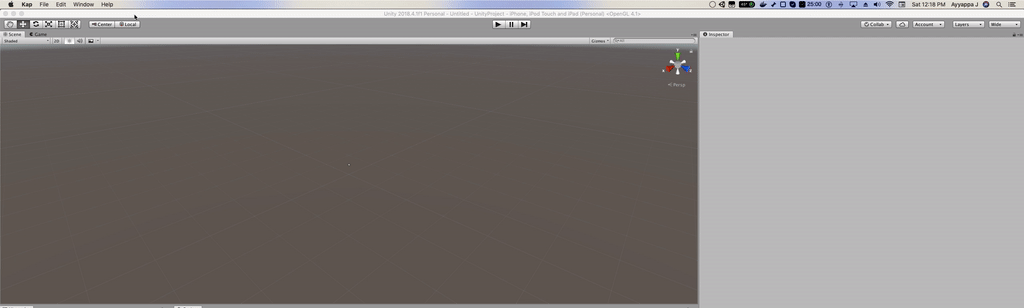 Kap File Edit Window Help 25:00 Sat 12:18 PM Ayyappa J
Unity 2018.4.1f1 Personal - Untitled - UnityProject - iPhone, iPod Touch and iPad (Personal) <OpenGL 4.1>
Center Local Collab Account Layers Wide
Scene Game Inspector
Shaded 2D Gizmos
Persp